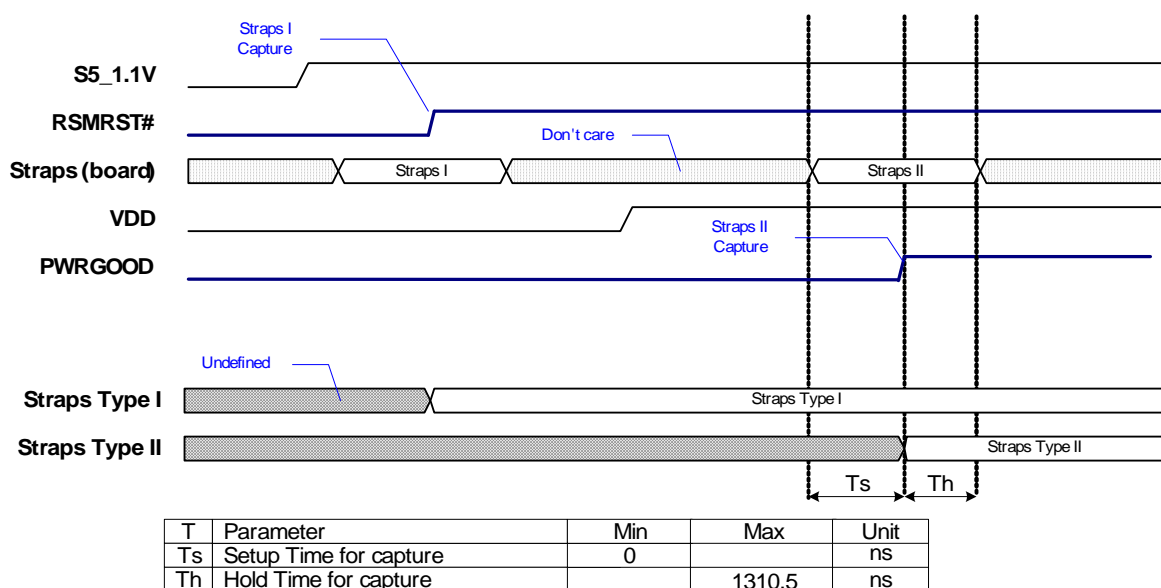 Straps I
Capture
S5_1.1V
RSMRST#
Don't care
Straps (board)
Straps I
Straps II
VDD
Straps II
Capture
PWRGOOD
Undefined
Straps Type I
Straps Type I
Straps Type II
Straps Type II
Ts Th
T Parameter Min Max Unit
Ts Setup Time for capture 0 ns
Th Hold Time for capture 1310.5 ns